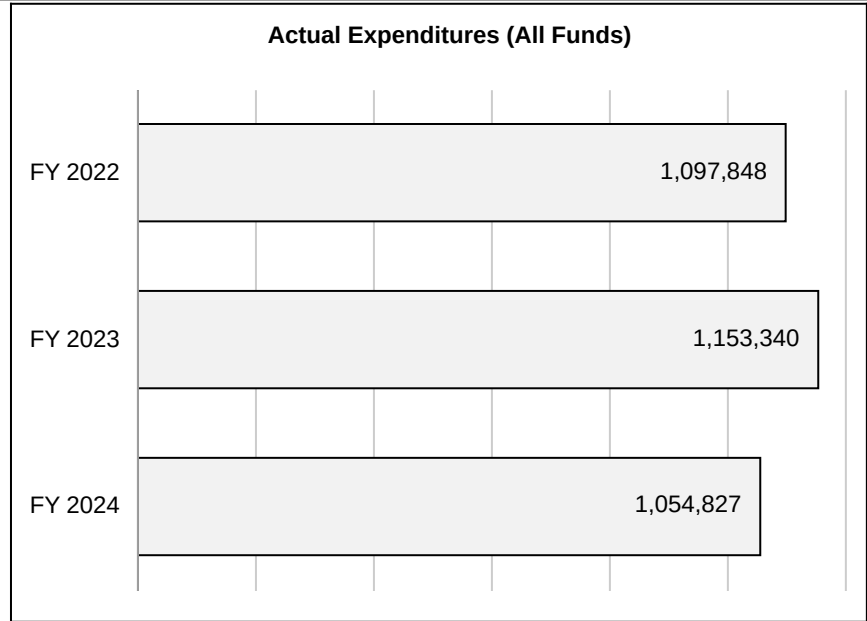 Actual Expenditures (All Funds)
FY 2022
1,097,848
FY 2023
1,153,340
FY 2024
1,054,827